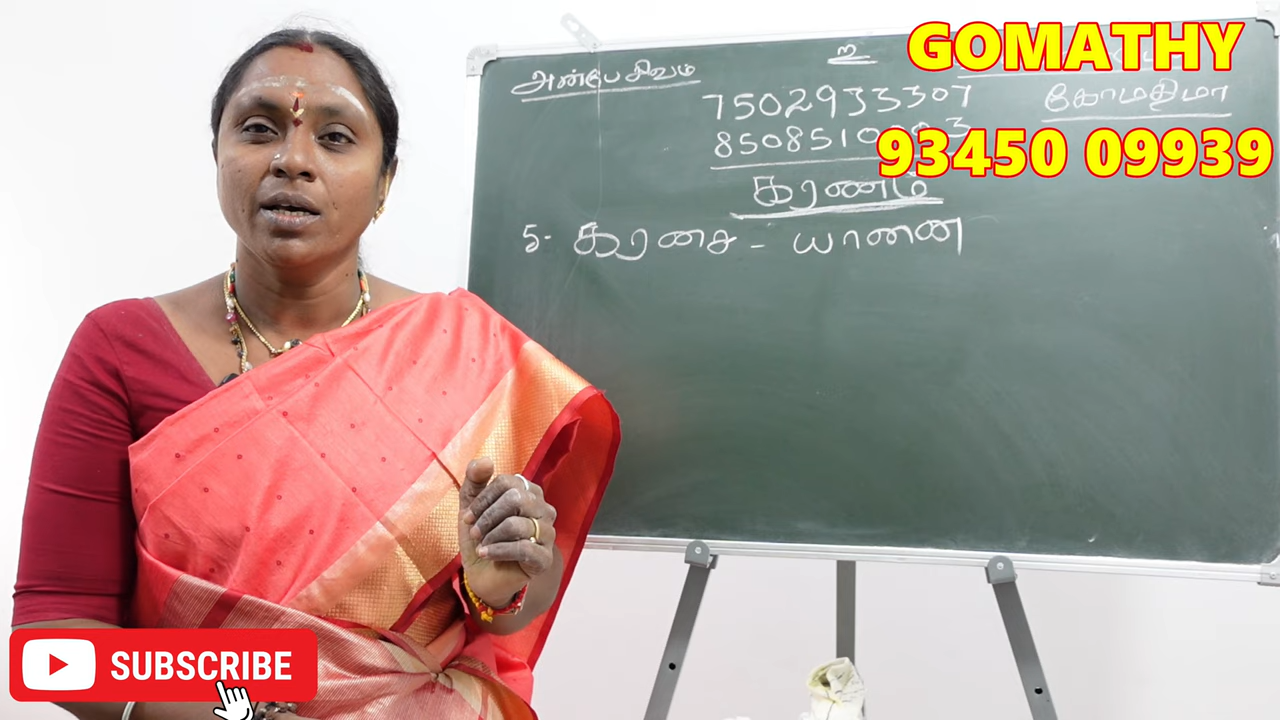 GOMATHY
93450 09939
உ
அன்பே சிவம்
7502933307
கோமதிமா
கரணம்
5- கரசை - யானை
SUBSCRIBE